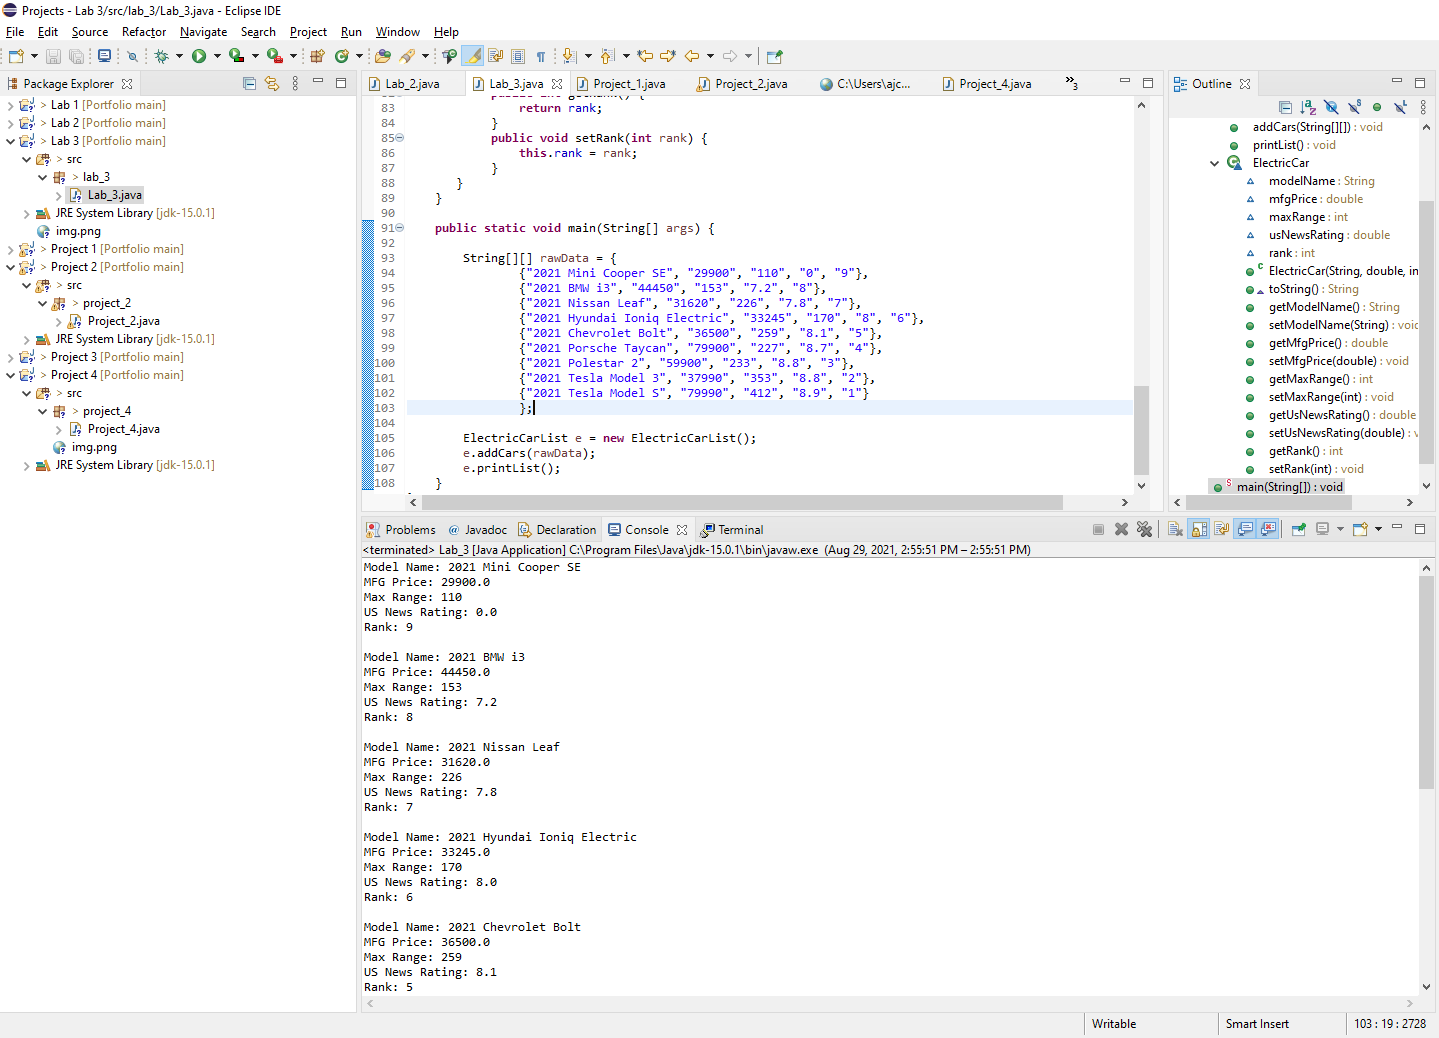 Projects - Lab 3/src/lab_3/Lab_3.java - Eclipse IDE
File Edit Source Refactor Navigate Search Project Run Window Help
Package Explorer
> Lab 1 [Portfolio main]
> Lab 2 [Portfolio main]
> Lab 3 [Portfolio main]
> src
> lab_3
Lab_3.java
JRE System Library [jdk-15.0.1]
img.png
> Project 1 [Portfolio main]
> Project 2 [Portfolio main]
> src
> project_2
Project_2.java
JRE System Library [jdk-15.0.1]
> Project 3 [Portfolio main]
> Project 4 [Portfolio main]
> src
> project_4
Project_4.java
img.png
JRE System Library [jdk-15.0.1]
Lab_2.java Lab_3.java Project_1.java Project_2.java C:\Users\ajc... Project_4.java »3
83 return rank;
84 }
85 public void setRank(int rank) {
86 this.rank = rank;
87 }
88 }
89 }
90
91 public static void main(String[] args) {
92
93 String[][] rawData = {
94 {"2021 Mini Cooper SE", "29900", "110", "0", "9"},
95 {"2021 BMW i3", "44450", "153", "7.2", "8"},
96 {"2021 Nissan Leaf", "31620", "226", "7.8", "7"},
97 {"2021 Hyundai Ioniq Electric", "33245", "170", "8", "6"},
98 {"2021 Chevrolet Bolt", "36500", "259", "8.1", "5"},
99 {"2021 Porsche Taycan", "79900", "227", "8.7", "4"},
100 {"2021 Polestar 2", "59900", "233", "8.8", "3"},
101 {"2021 Tesla Model 3", "37990", "353", "8.8", "2"},
102 {"2021 Tesla Model S", "79990", "412", "8.9", "1"}
103 };
104
105 ElectricCarList e = new ElectricCarList();
106 e.addCars(rawData);
107 e.printList();
108 }
Outline
addCars(String[][]) : void
printList() : void
ElectricCar
modelName : String
mfgPrice : double
maxRange : int
usNewsRating : double
rank : int
ElectricCar(String, double, in
toString() : String
getModelName() : String
setModelName(String) : voic
getMfgPrice() : double
setMfgPrice(double) : void
getMaxRange() : int
setMaxRange(int) : void
getUsNewsRating() : double
setUsNewsRating(double) : v
getRank() : int
setRank(int) : void
main(String[]) : void
Problems @ Javadoc Declaration Console Terminal
<terminated> Lab_3 [Java Application] C:\Program Files\Java\jdk-15.0.1\bin\javaw.exe (Aug 29, 2021, 2:55:51 PM – 2:55:51 PM)
Model Name: 2021 Mini Cooper SE
MFG Price: 29900.0
Max Range: 110
US News Rating: 0.0
Rank: 9
Model Name: 2021 BMW i3
MFG Price: 44450.0
Max Range: 153
US News Rating: 7.2
Rank: 8
Model Name: 2021 Nissan Leaf
MFG Price: 31620.0
Max Range: 226
US News Rating: 7.8
Rank: 7
Model Name: 2021 Hyundai Ioniq Electric
MFG Price: 33245.0
Max Range: 170
US News Rating: 8.0
Rank: 6
Model Name: 2021 Chevrolet Bolt
MFG Price: 36500.0
Max Range: 259
US News Rating: 8.1
Rank: 5
Writable Smart Insert 103 : 19 : 2728